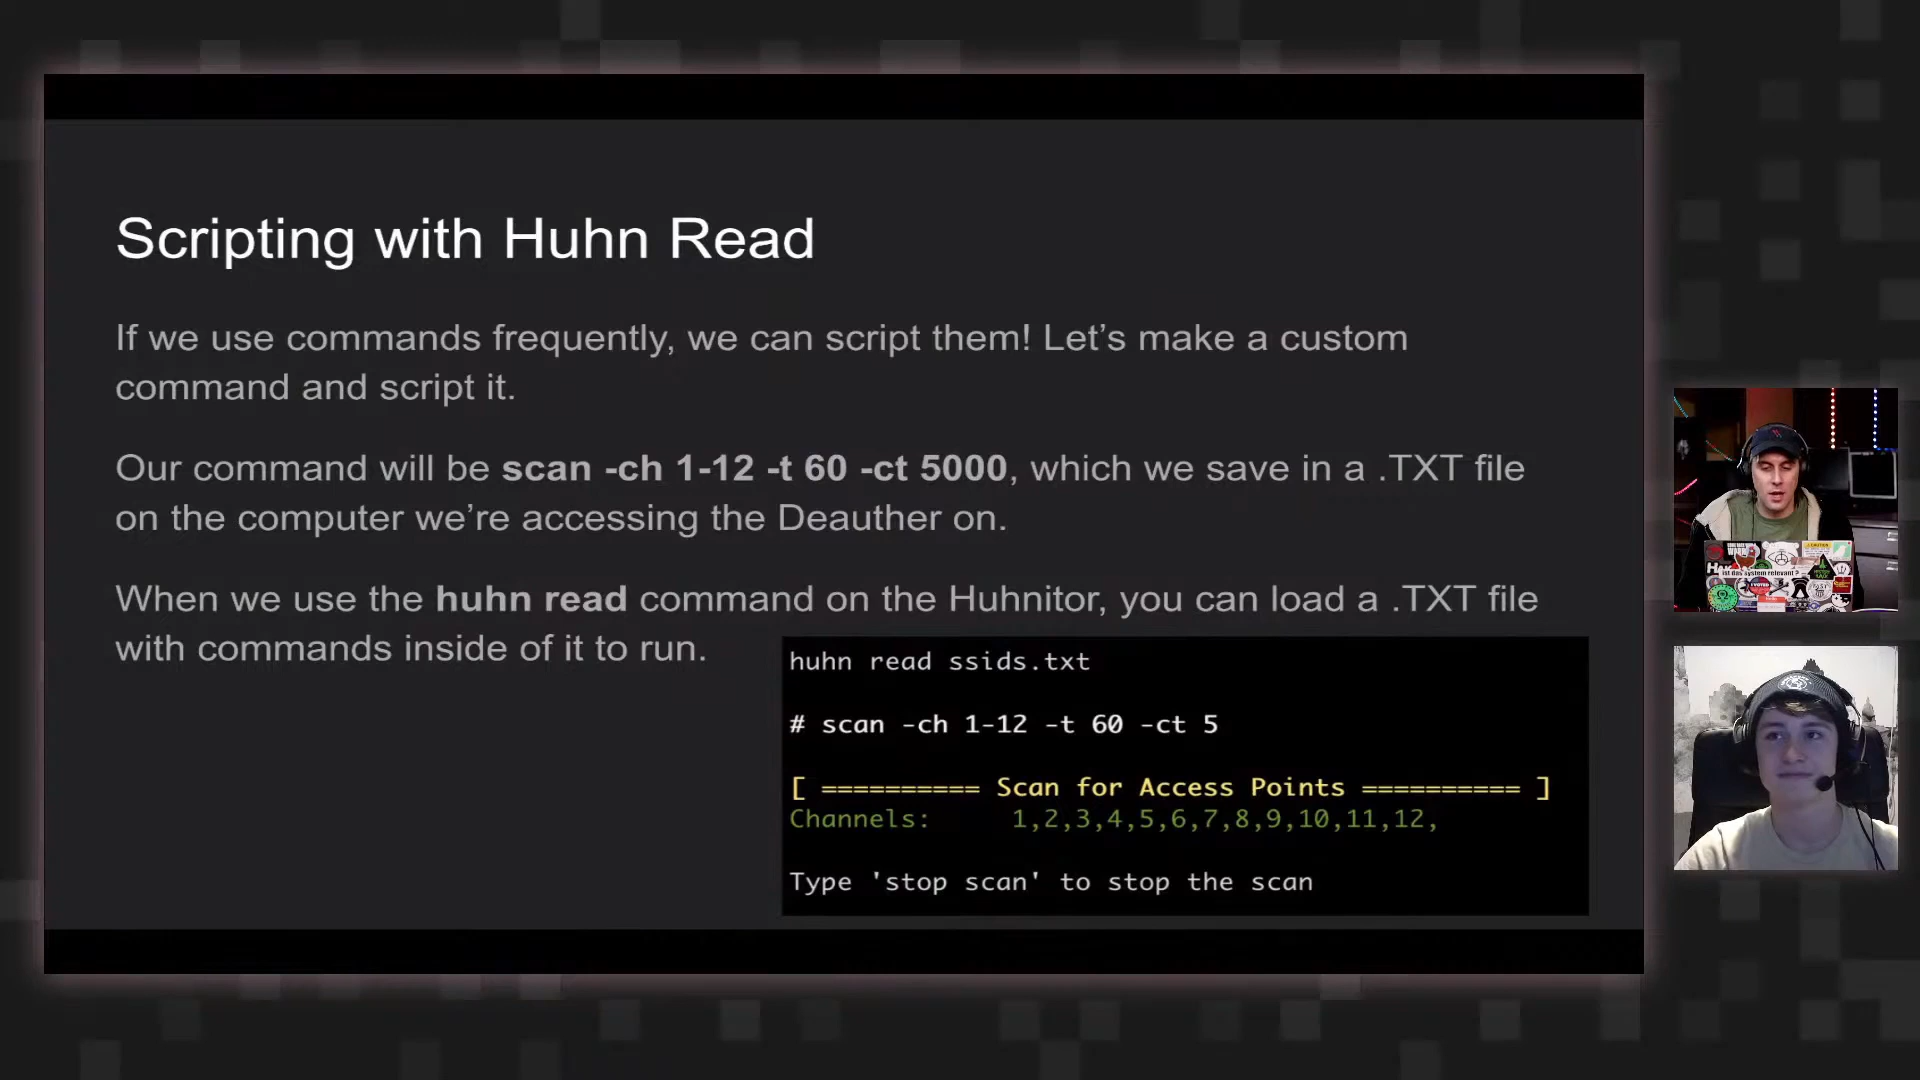 Scripting with Huhn Read
If we use commands frequently, we can script them! Let’s make a custom
command and script it.
Our command will be scan -ch 1-12 -t 60 -ct 5000, which we save in a .TXT file
on the computer we’re accessing the Deauther on.
When we use the huhn read command on the Huhnitor, you can load a .TXT file
with commands inside of it to run.
huhn read ssids.txt
# scan -ch 1-12 -t 60 -ct 5
[ ========== Scan for Access Points ========== ]
Channels: 1,2,3,4,5,6,7,8,9,10,11,12,
Type 'stop scan' to stop the scan
ist das system relevant ?